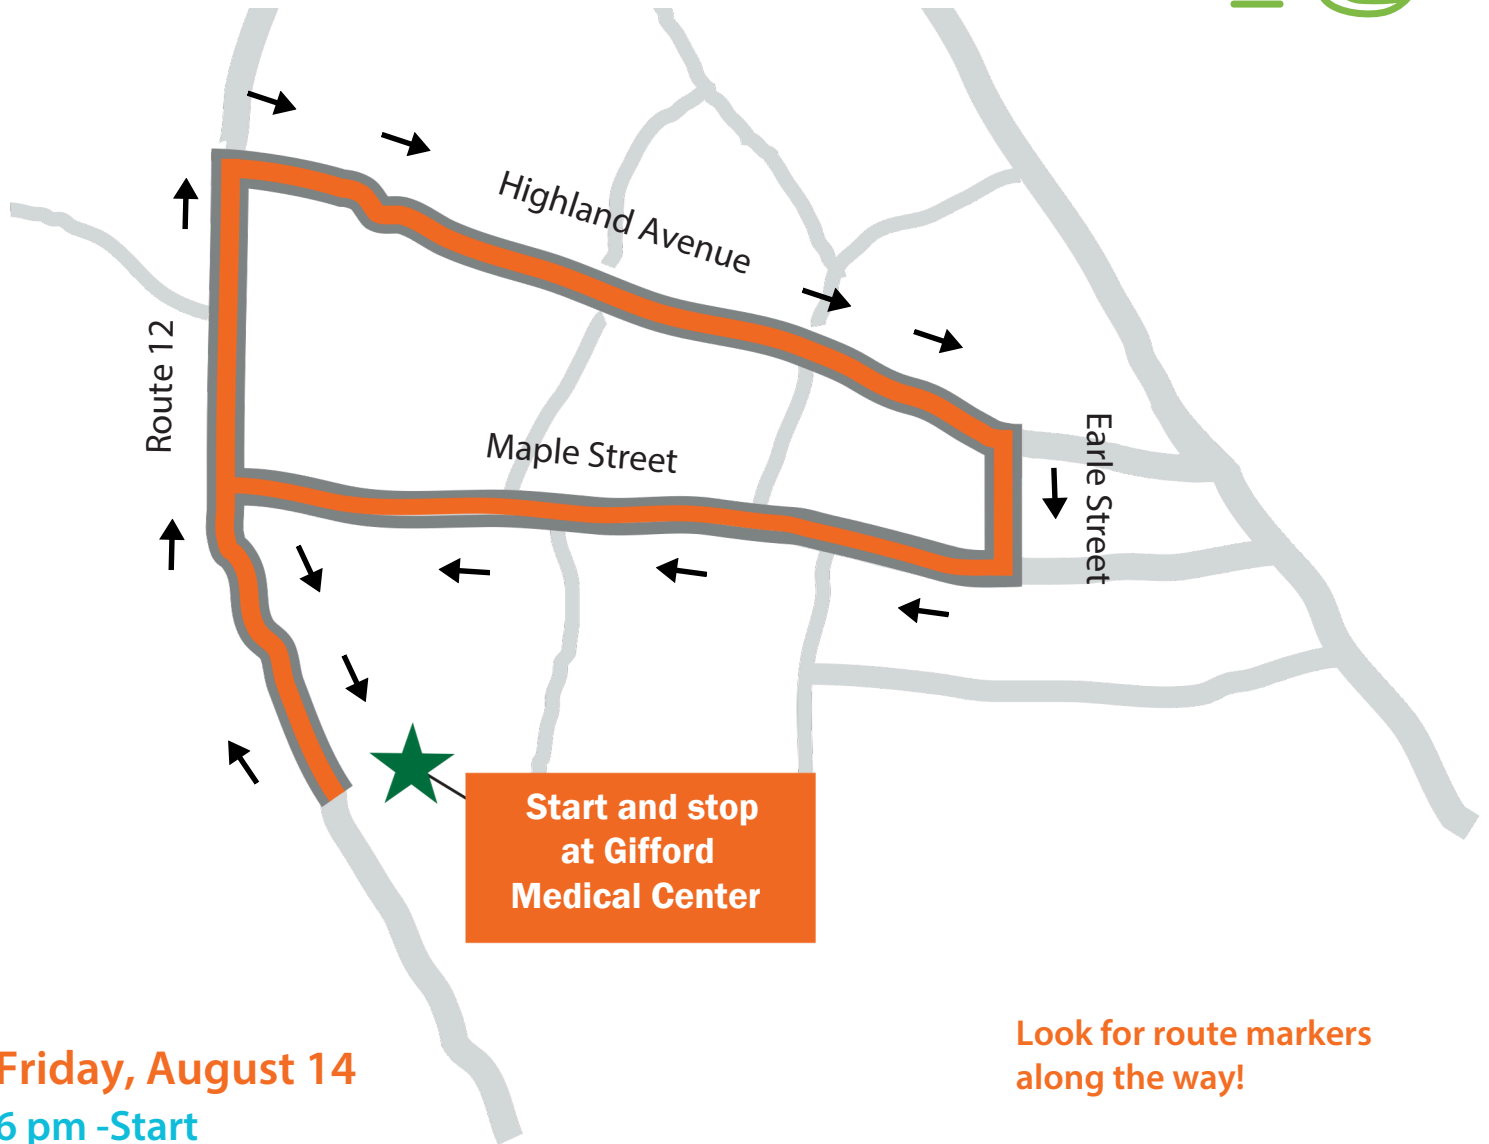 Highland Avenue
Route 12
Maple Street
Earle Street
Start and stop
at Gifford
Medical Center
Look for route markers
along the way!
Friday, August 14
6 pm -Start